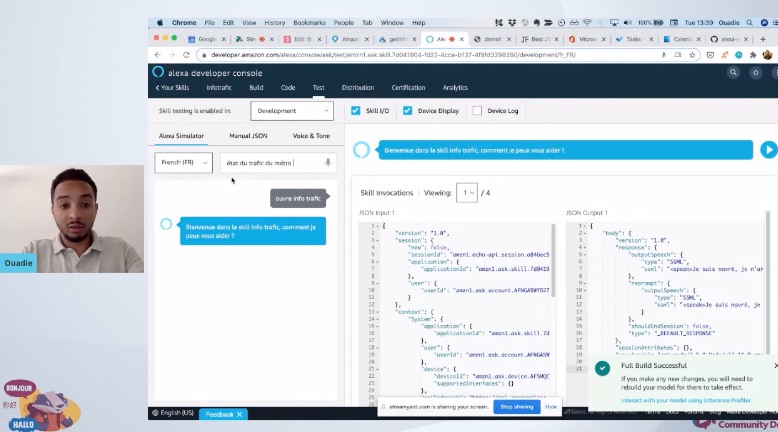 Chrome File Edit View History Bookmarks People Tab Window Help 100% Tue 13:39 Ouadie
Google Str Edit: B Amazo getInfo Ale demof JF Best J Micron Tasks Calend alexa-s
developer.amazon.com/alexa/console/ask/test/amzn1.ask.skill.7d041904-fd22-4cce-b137-4f9fd3298260/development/fr_FR/
alexa developer console
Your Skills infotrafic Build Code Test Distribution Certification Analytics
Skill testing is enabled in: Development Skill I/O Device Display Device Log
Alexa Simulator Manual JSON Voice & Tone
Bienvenue dans la skill info trafic, comment je peux vous aider ?
French (FR) état du trafic du métro
ouvre info trafic
Bienvenue dans la skill info trafic, comment je
peux vous aider ?
Skill Invocations Viewing: 1 / 4
JSON Input 1 JSON Output 1
1 {
2 "version": "1.0",
3 "session": {
4 "new": false,
5 "sessionId": "amzn1.echo-api.session.
6 "application": {
7 "applicationId": "amzn1.ask.skill.7d0419
8 },
9 "user": {
10 "userId": "amzn1.ask.account.
11 }
12 },
13 "context": {
14 "System": {
15 "application": {
16 "applicationId": "amzn1.ask.skill.7d
17 },
18 "user": {
19 "userId": "amzn1.ask.account.
20 },
21 "device": {
22 "deviceId": "amzn1.ask.device.
23 "supportedInterfaces": {}
24 },
1 {
2 "body": {
3 "version": "1.0",
4 "response": {
5 "outputSpeech": {
6 "type": "SSML",
7 "ssml": "<speak>Je suis navré, je n'ar
8 },
9 "reprompt": {
10 "outputSpeech": {
11 "type": "SSML",
12 "ssml": "<speak>Je suis navré, je
13 }
14 },
15 "shouldEndSession": false,
16 "type": "_DEFAULT_RESPONSE"
17 },
18 "sessionAttributes": {},
Full Build Successful
If you make any new changes, you will need to
rebuild your model for them to take effect.
Interact with your model using Utterance Profiler
streamyard.com is sharing your screen. Stop sharing Hide
English (US) Feedback
Ouadie
BONJOUR
你好
HALLO
Community D